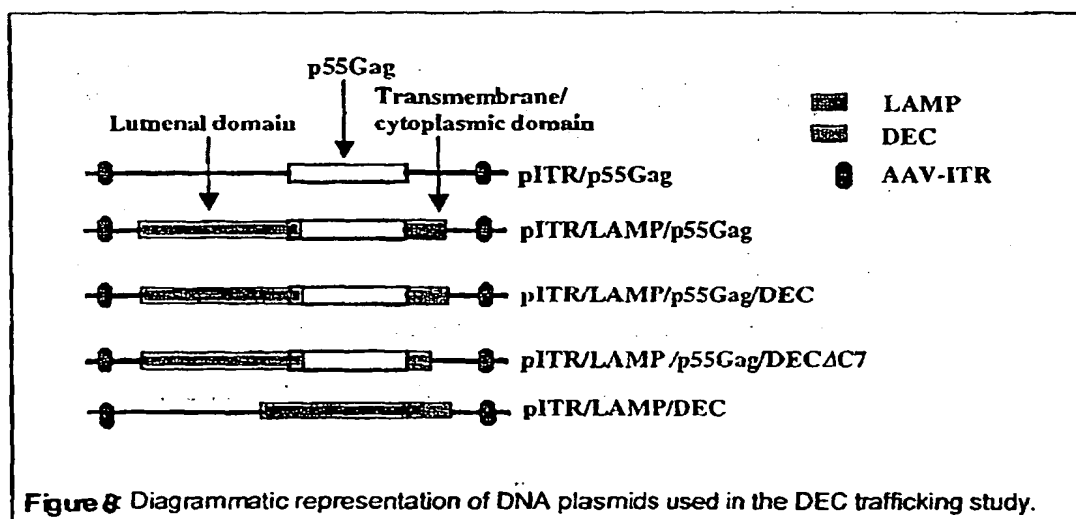 p55Gag
Transmembrane/
cytoplasmic domain
Lumenal domain
LAMP
DEC
AAV-ITR
pITR/p55Gag
pITR/LAMP/p55Gag
pITR/LAMP/p55Gag/DEC
pITR/LAMP/p55Gag/DECΔC7
pITR/LAMP/DEC
Figure 8: Diagrammatic representation of DNA plasmids used in the DEC trafficking study.